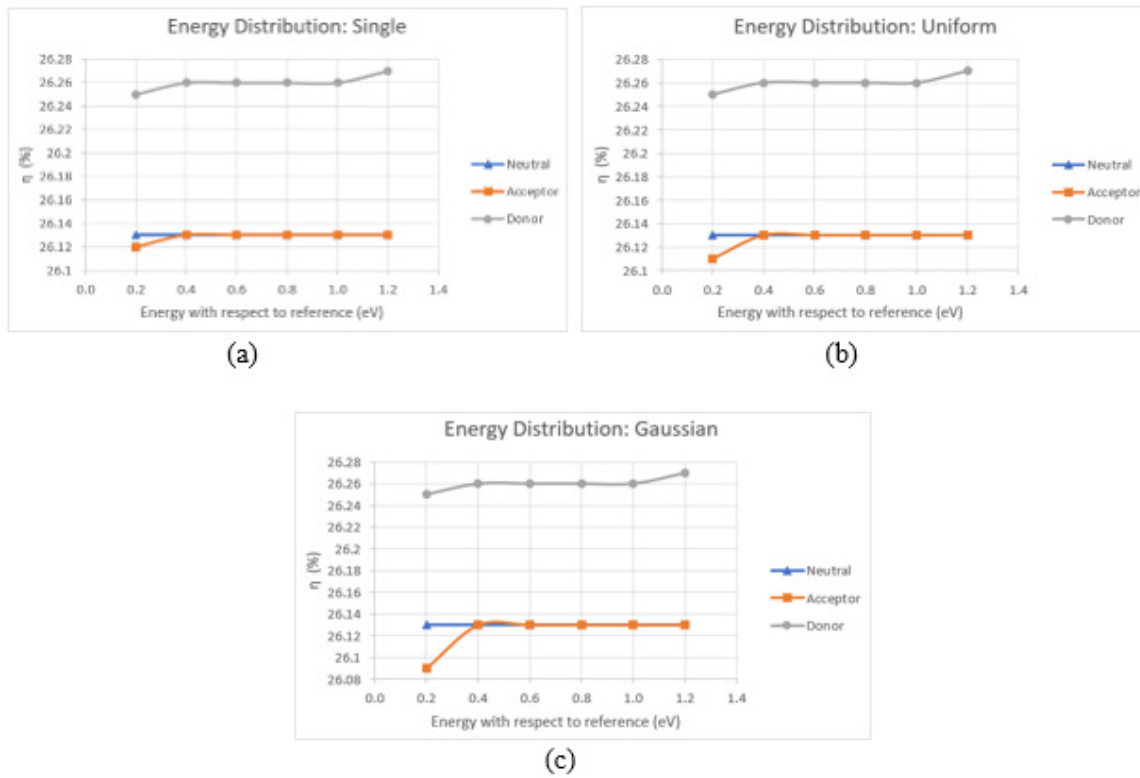 Energy Distribution: Single
26.28
26.26
26.24
26.22
26.2
26.18
26.16
26.14
26.12
26.1
η (%)
0.0 0.2 0.4 0.6 0.8 1.0 1.2 1.4
Energy with respect to reference (eV)
Neutral
Acceptor
Donor
(a)
Energy Distribution: Uniform
26.28
26.26
26.24
26.22
26.2
26.18
26.16
26.14
26.12
26.1
η (%)
0.0 0.2 0.4 0.6 0.8 1.0 1.2 1.4
Energy with respect to reference (eV)
Neutral
Acceptor
Donor
(b)
Energy Distribution: Gaussian
26.28
26.26
26.24
26.22
26.2
26.18
26.16
26.14
26.12
26.1
26.08
η (%)
0.0 0.2 0.4 0.6 0.8 1.0 1.2 1.4
Energy with respect to reference (eV)
Neutral
Acceptor
Donor
(c)